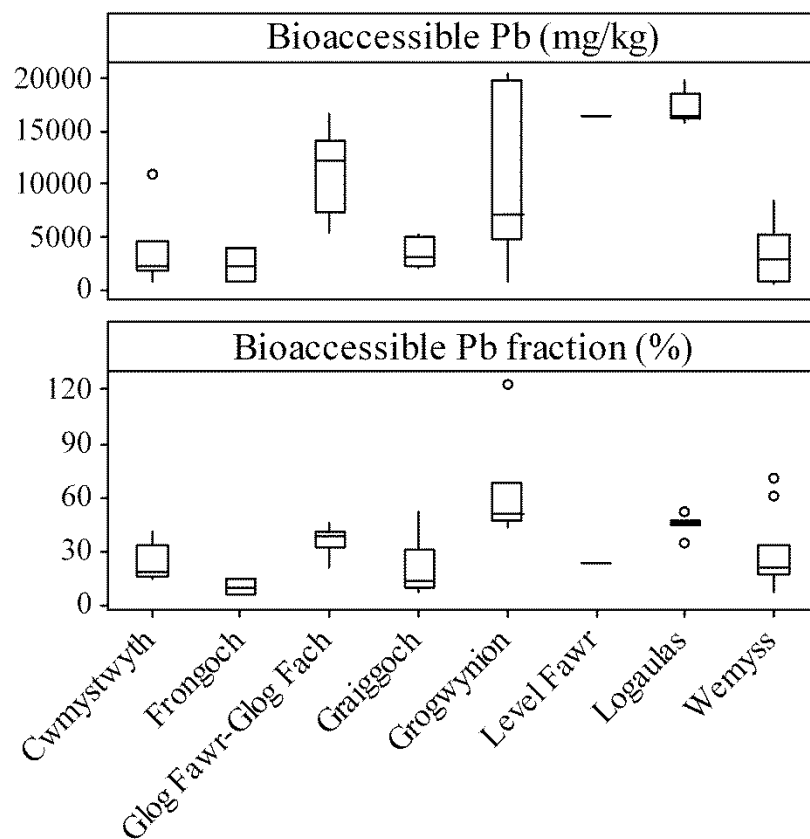 Bioaccessible Pb (mg/kg)
20000
15000
10000
5000
0
Bioaccessible Pb fraction (%)
120
90
60
30
0
Cwmystwyth
Frongoch
Glog Fawr-Glog Fach
Graiggoch
Grogwynion
Level Fawr
Logaulas
Wemyss